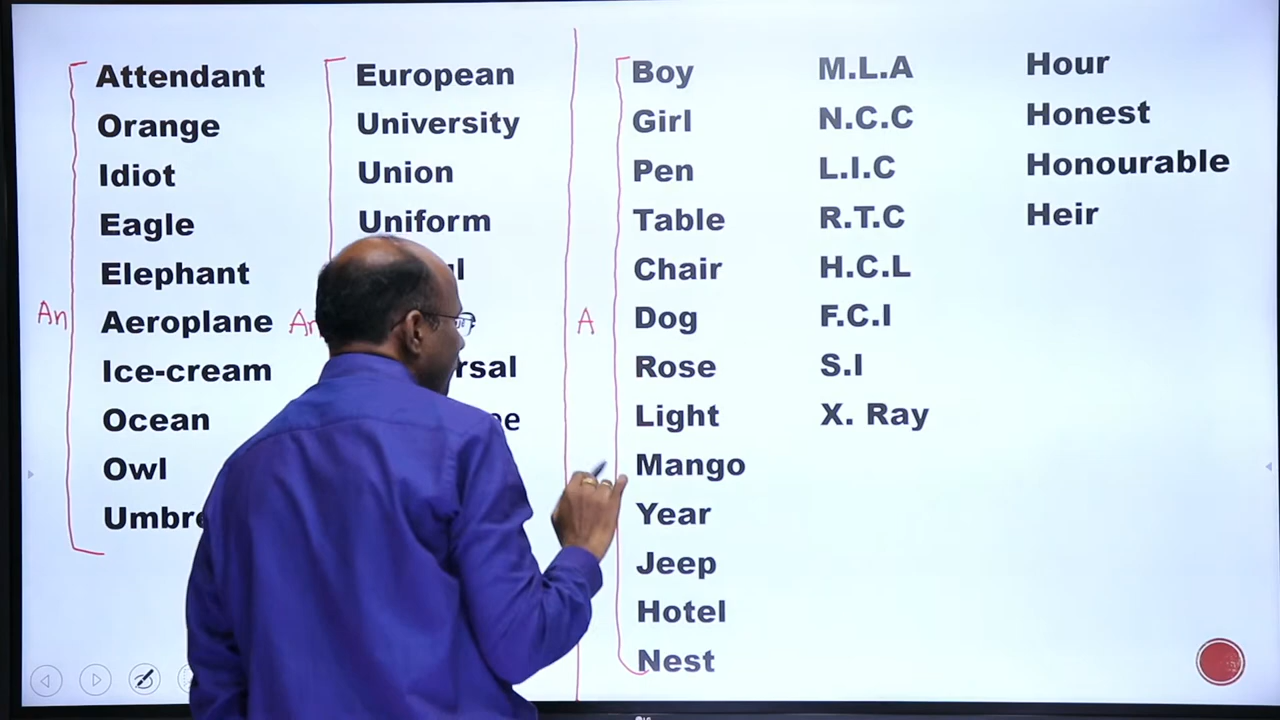 An
Attendant
Orange
Idiot
Eagle
Elephant
Aeroplane
Ice-cream
Ocean
Owl
European
University
Union
Uniform
A
Boy
Girl
Pen
Table
Chair
Dog
Rose
Light
Mango
Year
Jeep
Hotel
Nest
M.L.A
N.C.C
L.I.C
R.T.C
H.C.L
F.C.I
S.I
X. Ray
Hour
Honest
Honourable
Heir